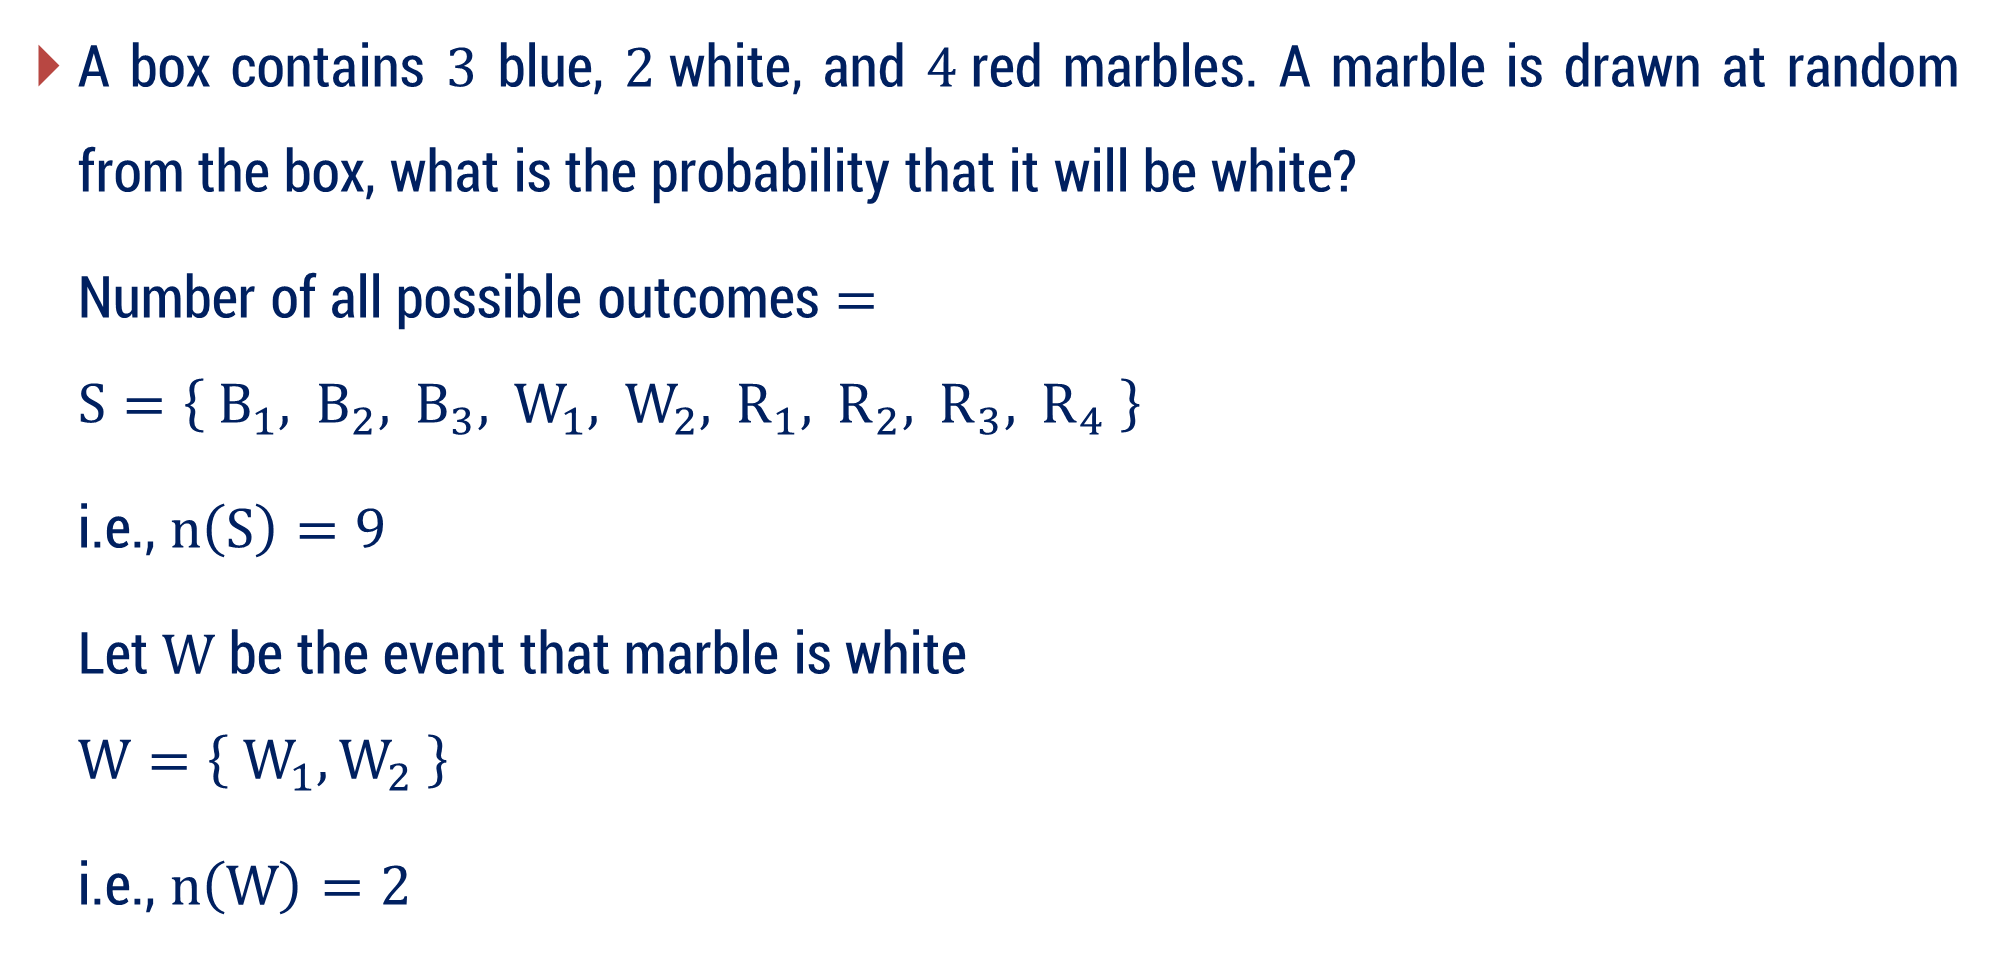 A box contains 3 blue, 2 white, and 4 red marbles. A marble is drawn at random
from the box, what is the probability that it will be white?
Number of all possible outcomes =
S = { B₁, B₂, B₃, W₁, W₂, R₁, R₂, R₃, R₄ }
i.e., n(S) = 9
Let W be the event that marble is white
W = { W₁, W₂ }
i.e., n(W) = 2